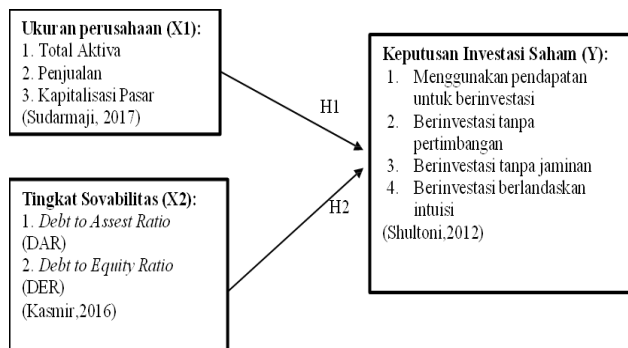 Ukuran perusahaan (X1):
1. Total Aktiva
2. Penjualan
3. Kapitalisasi Pasar
(Sudarmaji, 2017)
H1
Keputusan Investasi Saham (Y):
1. Menggunakan pendapatan
untuk berinvestasi
2. Berinvestasi tanpa
pertimbangan
3. Berinvestasi tanpa jaminan
4. Berinvestasi berlandaskan
intuisi
(Shultoni,2012)
H2
Tingkat Sovabilitas (X2):
1. Debt to Assest Ratio
(DAR)
2. Debt to Equity Ratio
(DER)
(Kasmir,2016)